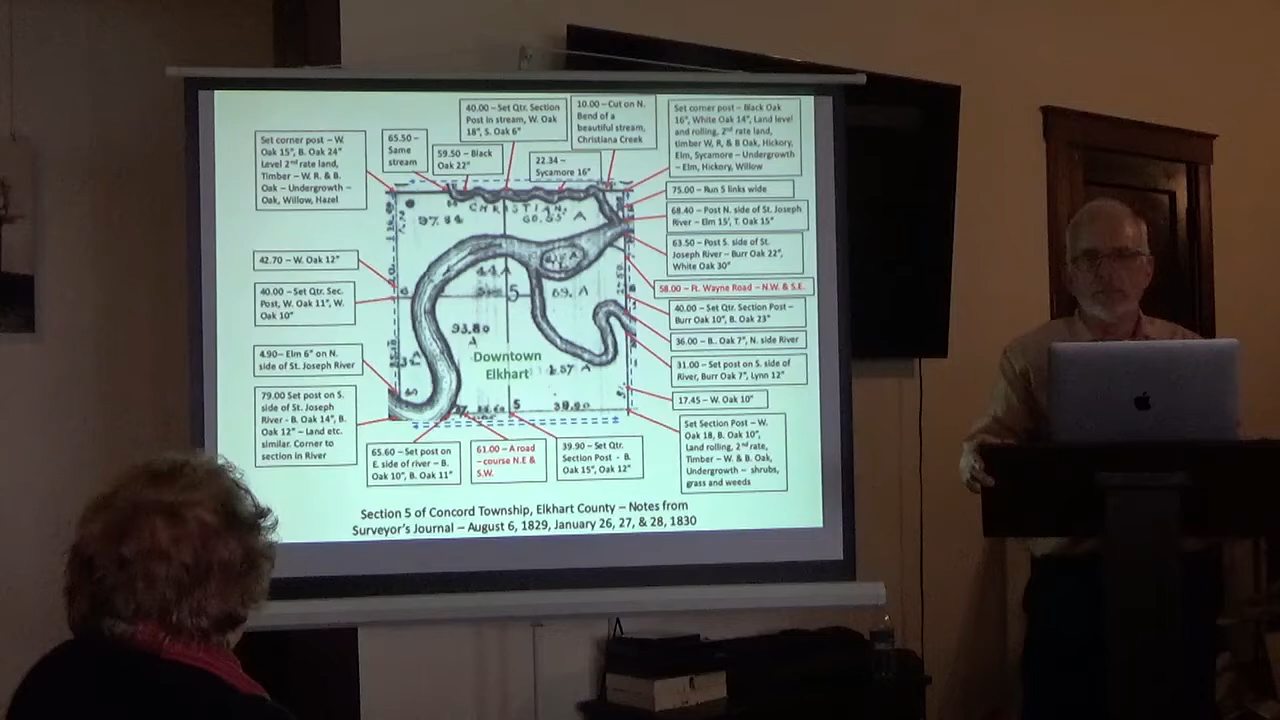 40.00 – Set Qtr. Section
Post in stream, W. Oak
18", S. Oak 6"
10.00 – Cut on N.
Bend of a
beautiful stream,
Christiana Creek
Set corner post – Black Oak
16", White Oak 14", Land level
and rolling, 2nd rate land,
timber W, R, & B Oak, Hickory,
Elm, Sycamore – Undergrowth
– Elm, Hickory, Willow
Set corner post – W.
Oak 15", B. Oak 24"
Level 2nd rate land,
Timber – W. R. & B.
Oak – Undergrowth –
Oak, Willow, Hazel
65.50 –
Same
stream
59.50 – Black
Oak 22"
22.34 –
Sycamore 16"
75.00 – Run 5 links wide
68.40 – Post N. side of St. Joseph
River – Elm 15', T. Oak 15"
63.50 – Post S. side of St.
Joseph River – Burr Oak 22",
White Oak 30"
58.00 – Ft. Wayne Road – N.W. & S.E.
40.00 – Set Qtr. Section Post –
Burr Oak 10", B. Oak 23"
36.00 – B. Oak 7", N. side River
31.00 – Set post on S. side of
River, Burr Oak 7", Lynn 12"
17.45 – W. Oak 10"
Set Section Post – W.
Oak 18, B. Oak 10",
Land rolling, 2nd rate,
Timber – W. & B. Oak,
Undergrowth – shrubs,
grass and weeds
42.70 – W. Oak 12"
40.00 – Set Qtr. Sec.
Post, W. Oak 11", W.
Oak 10"
4.90 – Elm 6" on N.
side of St. Joseph River
79.00 Set post on S.
side of St. Joseph
River - B. Oak 14", B.
Oak 12" – Land etc.
similar. Corner to
section in River
65.60 – Set post on
E. side of river – B.
Oak 10", B. Oak 11"
61.00 – A road
– course N.E &
S.W.
39.90 – Set Qtr.
Section Post - B.
Oak 15", Oak 12"
CHRISTIAN
97.84
A
5
69. A
93.80
A
Downtown
Elkhart
1.37 A
5
Section 5 of Concord Township, Elkhart County – Notes from
Surveyor's Journal – August 6, 1829, January 26, 27, & 28, 1830